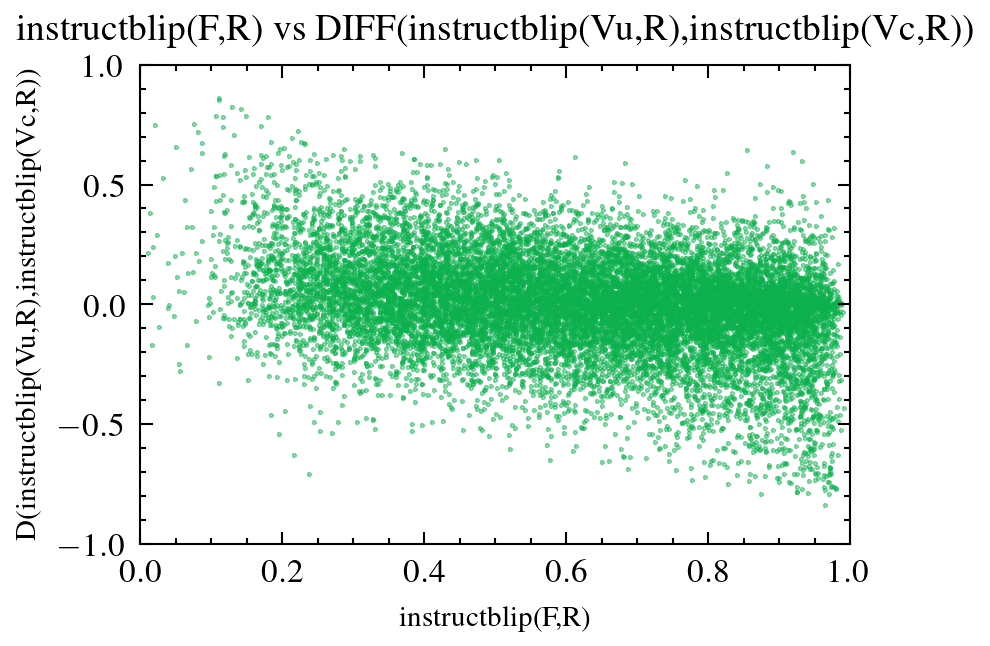 instructblip(F,R) vs DIFF(instructblip(Vu,R),instructblip(Vc,R))
D(instructblip(Vu,R),instructblip(Vc,R))
1.0
0.5
0.0
−0.5
−1.0
0.0 0.2 0.4 0.6 0.8 1.0
instructblip(F,R)